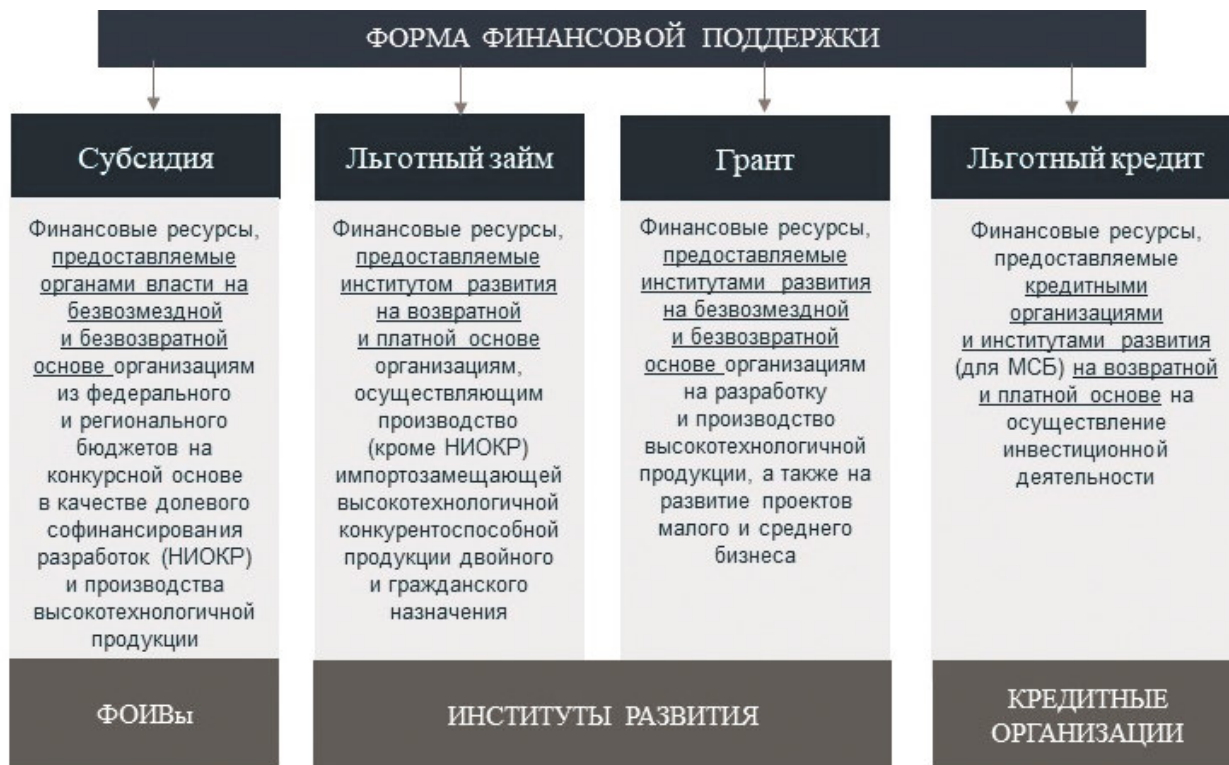 ФОРМА ФИНАНСОВОЙ ПОДДЕРЖКИ
Субсидия
Финансовые ресурсы,
предоставляемые
органами власти на
безвозмездной
и безвозвратной
основе организациям
из федерального
и регионального
бюджетов на
конкурсной основе
в качестве долевого
софинансирования
разработок (НИОКР)
и производства
высокотехнологичной
продукции
ФОИВы
Льготный займ
Финансовые ресурсы,
предоставляемые
институтом развития
на возвратной
и платной основе
организациям,
осуществляющим
производство
(кроме НИОКР)
импортозамещающей
высокотехнологичной
конкурентоспособной
продукции двойного
и гражданского
назначения
Грант
Финансовые ресурсы,
предоставляемые
институтами развития
на безвозмездной
и безвозвратной
основе организациям
на разработку
и производство
высокотехнологичной
продукции, а также на
развитие проектов
малого и среднего
бизнеса
ИНСТИТУТЫ РАЗВИТИЯ
Льготный кредит
Финансовые ресурсы,
предоставляемые
кредитными
организациями
и институтами развития
(для МСБ) на возвратной
и платной основе на
осуществление
инвестиционной
деятельности
КРЕДИТНЫЕ
ОРГАНИЗАЦИИ